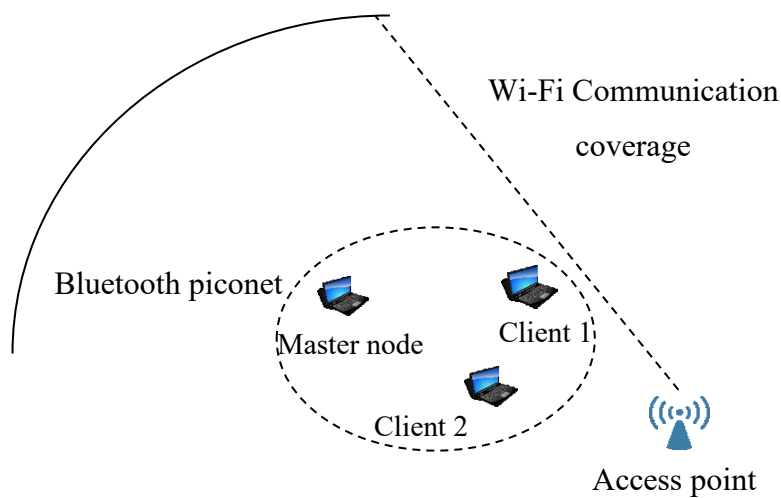 Wi-Fi Communication
coverage
Bluetooth piconet
Client 1
Master node
Client 2
Access point